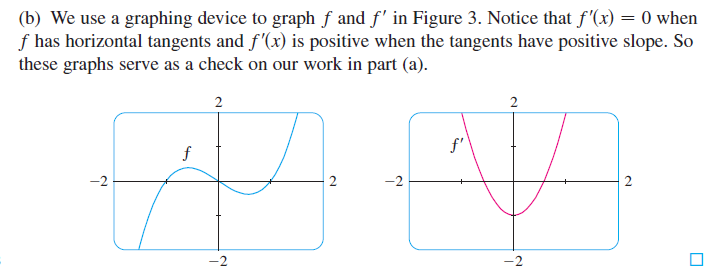 (b) We use a graphing device to graph f and f′ in Figure 3. Notice that f′(x) = 0 when
f has horizontal tangents and f′(x) is positive when the tangents have positive slope. So
these graphs serve as a check on our work in part (a).
2
f
−2
2
−2
2
f′
−2
2
−2